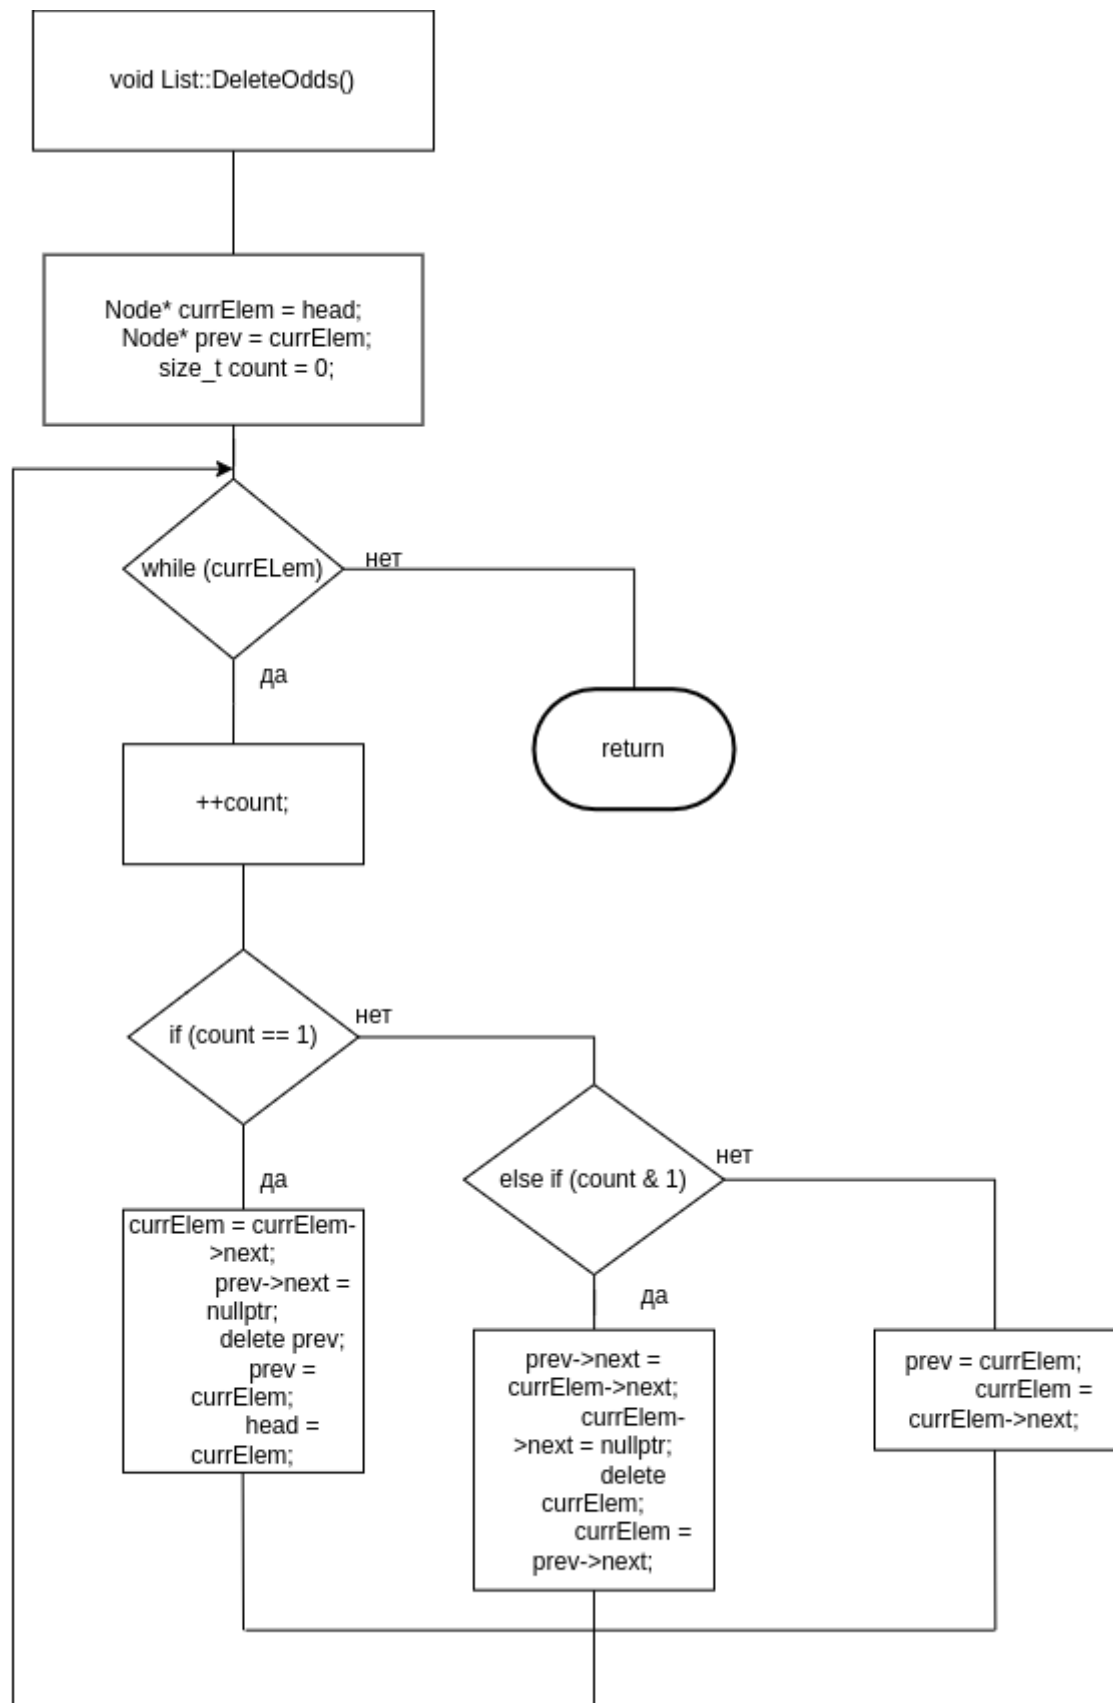 void List::DeleteOdds()
Node* currElem = head;
Node* prev = currElem;
size_t count = 0;
while (currELem)
нет
да
return
++count;
if (count == 1)
нет
да
else if (count & 1)
нет
да
currElem = currElem-
>next;
prev->next =
nullptr;
delete prev;
prev =
currElem;
head =
currElem;
prev->next =
currElem->next;
currElem-
>next = nullptr;
delete
currElem;
currElem =
prev->next;
prev = currElem;
currElem =
currElem->next;